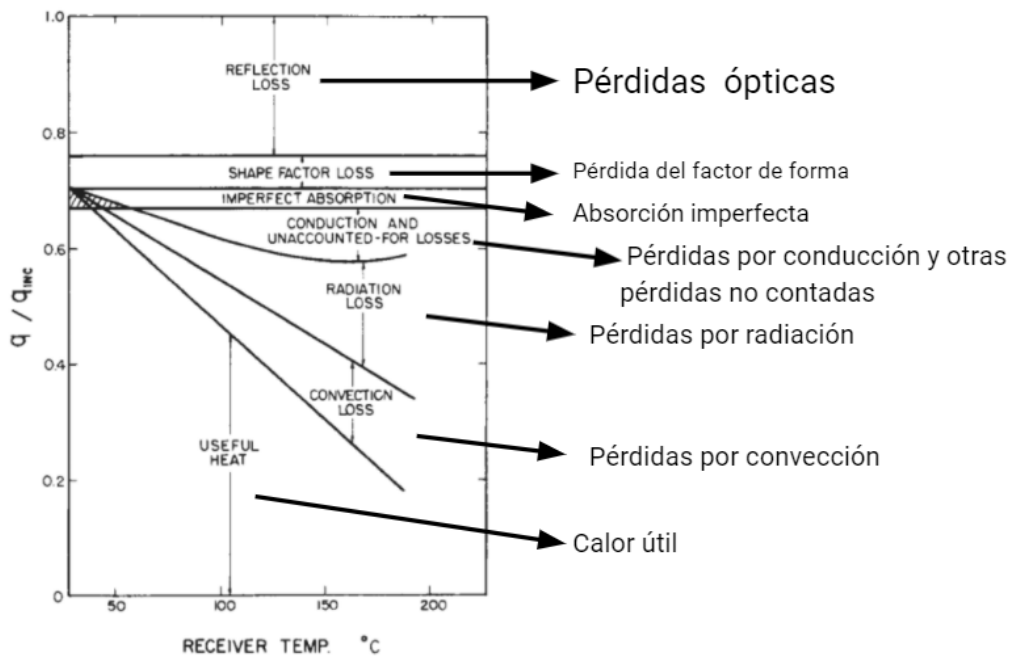 1.0
REFLECTION
LOSS
Pérdidas ópticas
0.8
SHAPE FACTOR LOSS
Pérdida del factor de forma
IMPERFECT ABSORPTION
Absorción imperfecta
CONDUCTION AND
UNACCOUNTED-FOR LOSSES
Pérdidas por conducción y otras
pérdidas no contadas
0.6
RADIATION
LOSS
Pérdidas por radiación
q / qINC
0.4
CONVECTION
LOSS
Pérdidas por convección
USEFUL
HEAT
0.2
Calor útil
0
50 100 150 200
RECEIVER TEMP. °C